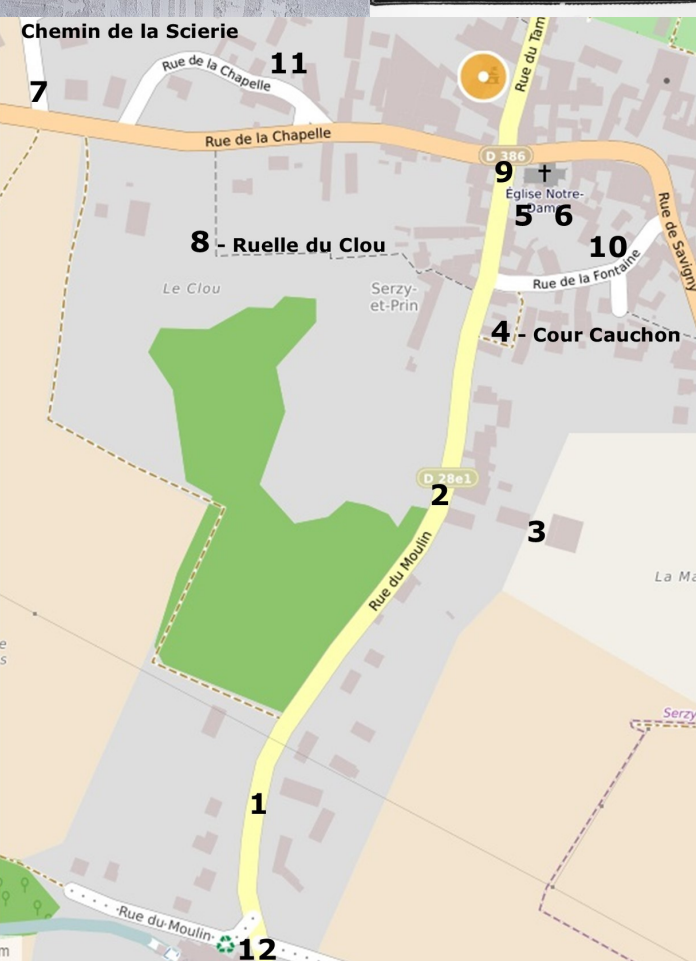 Chemin de la Scierie
7
Rue de la Chapelle
11
Rue du Tam
Rue de la Chapelle
D 386
9
Église Notre-
Dame
5 6
8 - Ruelle du Clou
10
Rue de Savigny
Rue de la Fontaine
Le Clou
Serzy-
et-Prin
4 - Cour Cauchon
D 28e1
2
3
Rue du Moulin
La Ma
e
s
Serzy
1
Rue du Moulin
12
m